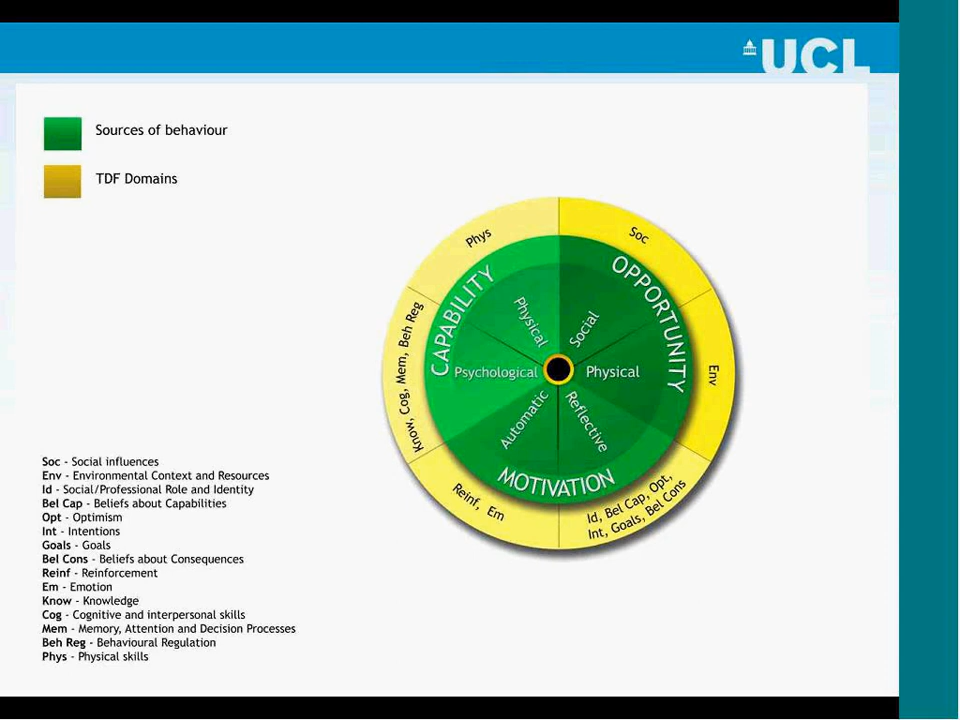 UCL
Sources of behaviour
TDF Domains
Phys
Soc
CAPABILITY
OPPORTUNITY
Physical
Social
Know, Cog, Mem, Beh Reg
Psychological
Physical
Env
Automatic
Reflective
MOTIVATION
Reinf, Em
Id, Bel Cap, Opt,
Int, Goals, Bel Cons
Soc - Social influences
Env - Environmental Context and Resources
Id - Social/Professional Role and Identity
Bel Cap - Beliefs about Capabilities
Opt - Optimism
Int - Intentions
Goals - Goals
Bel Cons - Beliefs about Consequences
Reinf - Reinforcement
Em - Emotion
Know - Knowledge
Cog - Cognitive and interpersonal skills
Mem - Memory, Attention and Decision Processes
Beh Reg - Behavioural Regulation
Phys - Physical skills